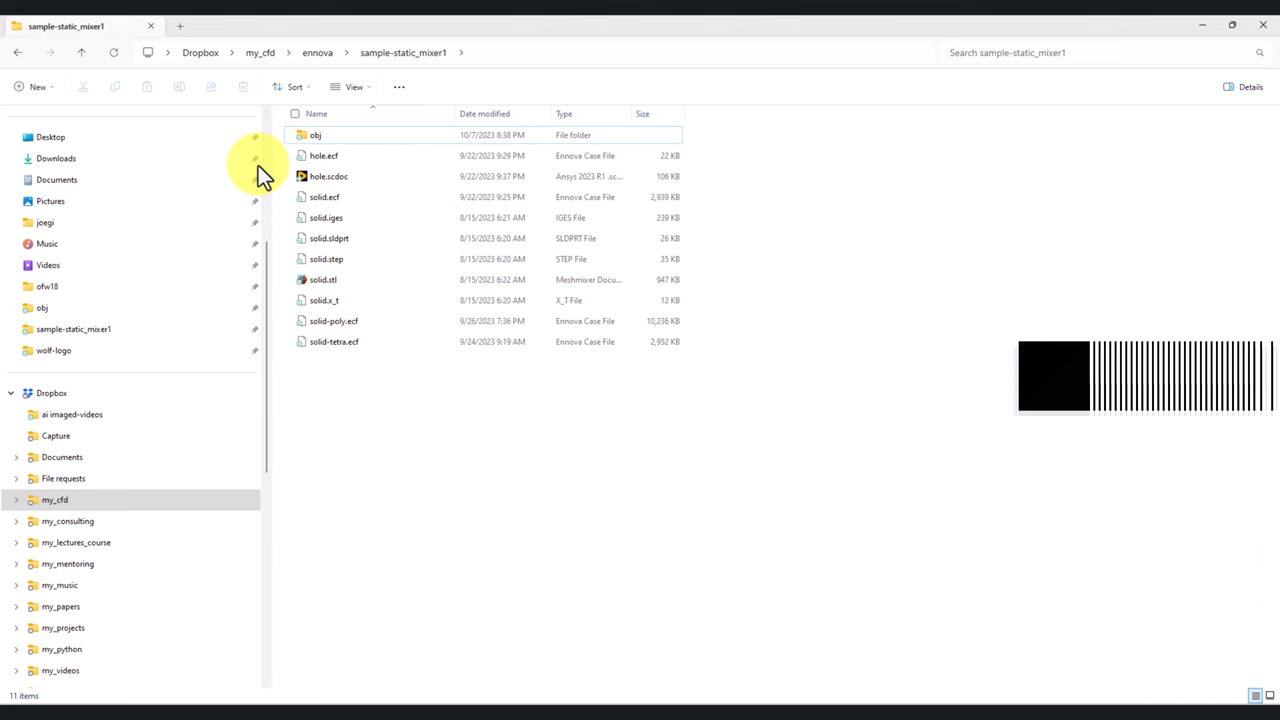 sample-static_mixer1
Dropbox > my_cfd > ennova > sample-static_mixer1 >
Search sample-static_mixer1
New
Sort
View
Details
Name Date modified Type Size
obj 10/7/2023 8:38 PM File folder
hole.ecf 9/22/2023 9:29 PM Ennova Case File 22 KB
hole.scdoc 9/22/2023 9:37 PM Ansys 2023 R1 .sc... 106 KB
solid.ecf 9/22/2023 9:25 PM Ennova Case File 2,939 KB
solid.iges 8/15/2023 6:21 AM IGES File 239 KB
solid.sldprt 8/15/2023 6:20 AM SLDPRT File 26 KB
solid.step 8/15/2023 6:20 AM STEP File 35 KB
solid.stl 8/15/2023 6:22 AM Meshmixer Docu... 947 KB
solid.x_t 8/15/2023 6:20 AM X_T File 12 KB
solid-poly.ecf 9/26/2023 7:36 PM Ennova Case File 10,236 KB
solid-tetra.ecf 9/24/2023 9:19 AM Ennova Case File 2,952 KB
Desktop
Downloads
Documents
Pictures
joegi
Music
Videos
ofw18
obj
sample-static_mixer1
wolf-logo
Dropbox
ai imaged-videos
Capture
Documents
File requests
my_cfd
my_consulting
my_lectures_course
my_mentoring
my_music
my_papers
my_projects
my_python
my_videos
11 items